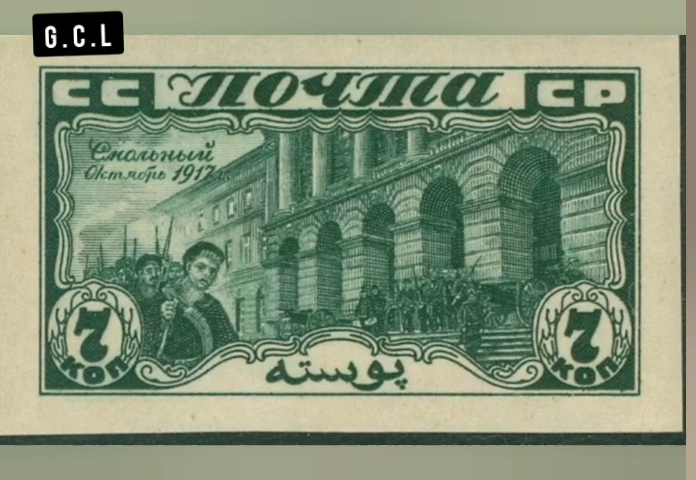 G.C.L
СС Почта СР
Смольный
Октябрь 1917 г.
7 7
КОП КОП
پوسته